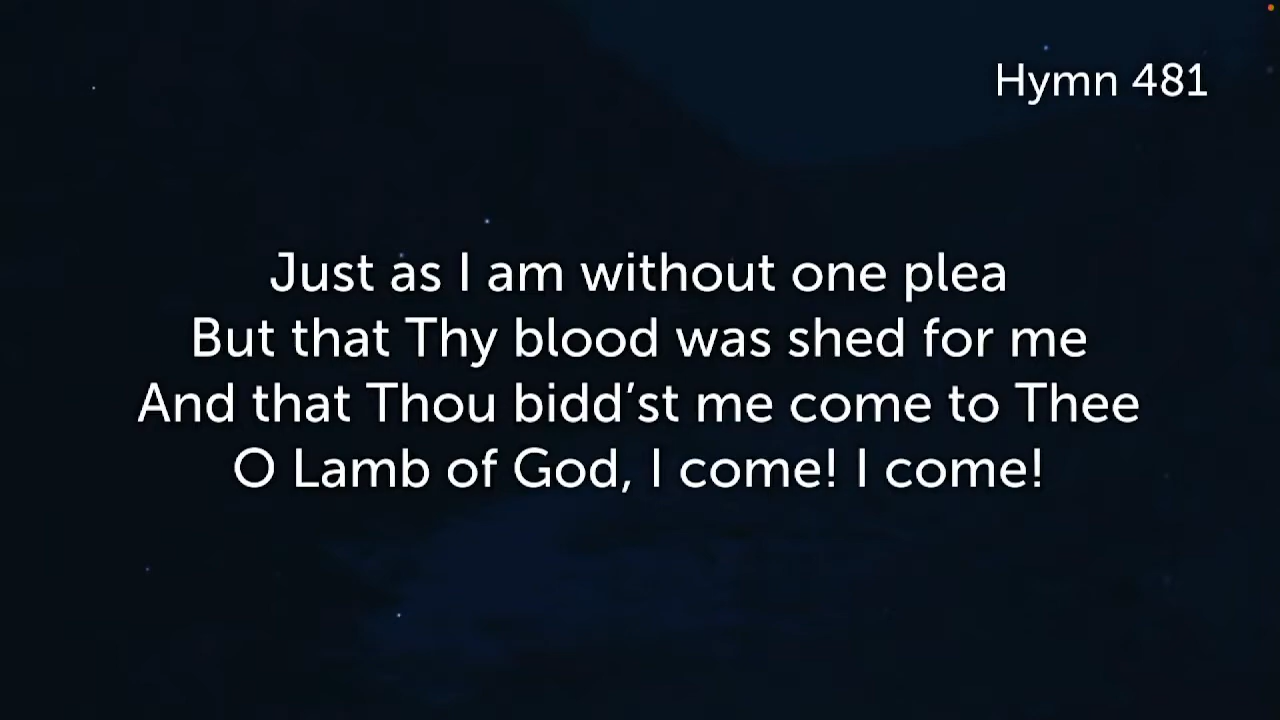 Hymn 481
Just as I am without one plea
But that Thy blood was shed for me
And that Thou bidd’st me come to Thee
O Lamb of God, I come! I come!